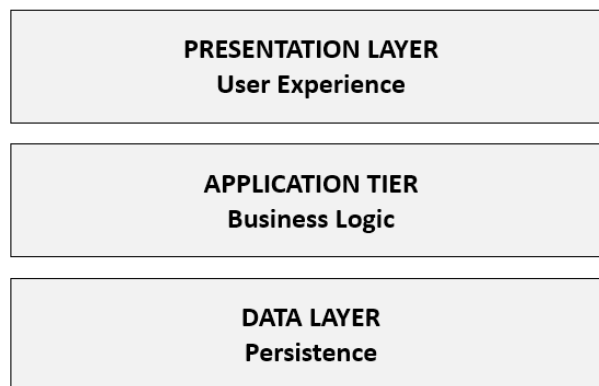 PRESENTATION LAYER
User Experience
APPLICATION TIER
Business Logic
DATA LAYER
Persistence